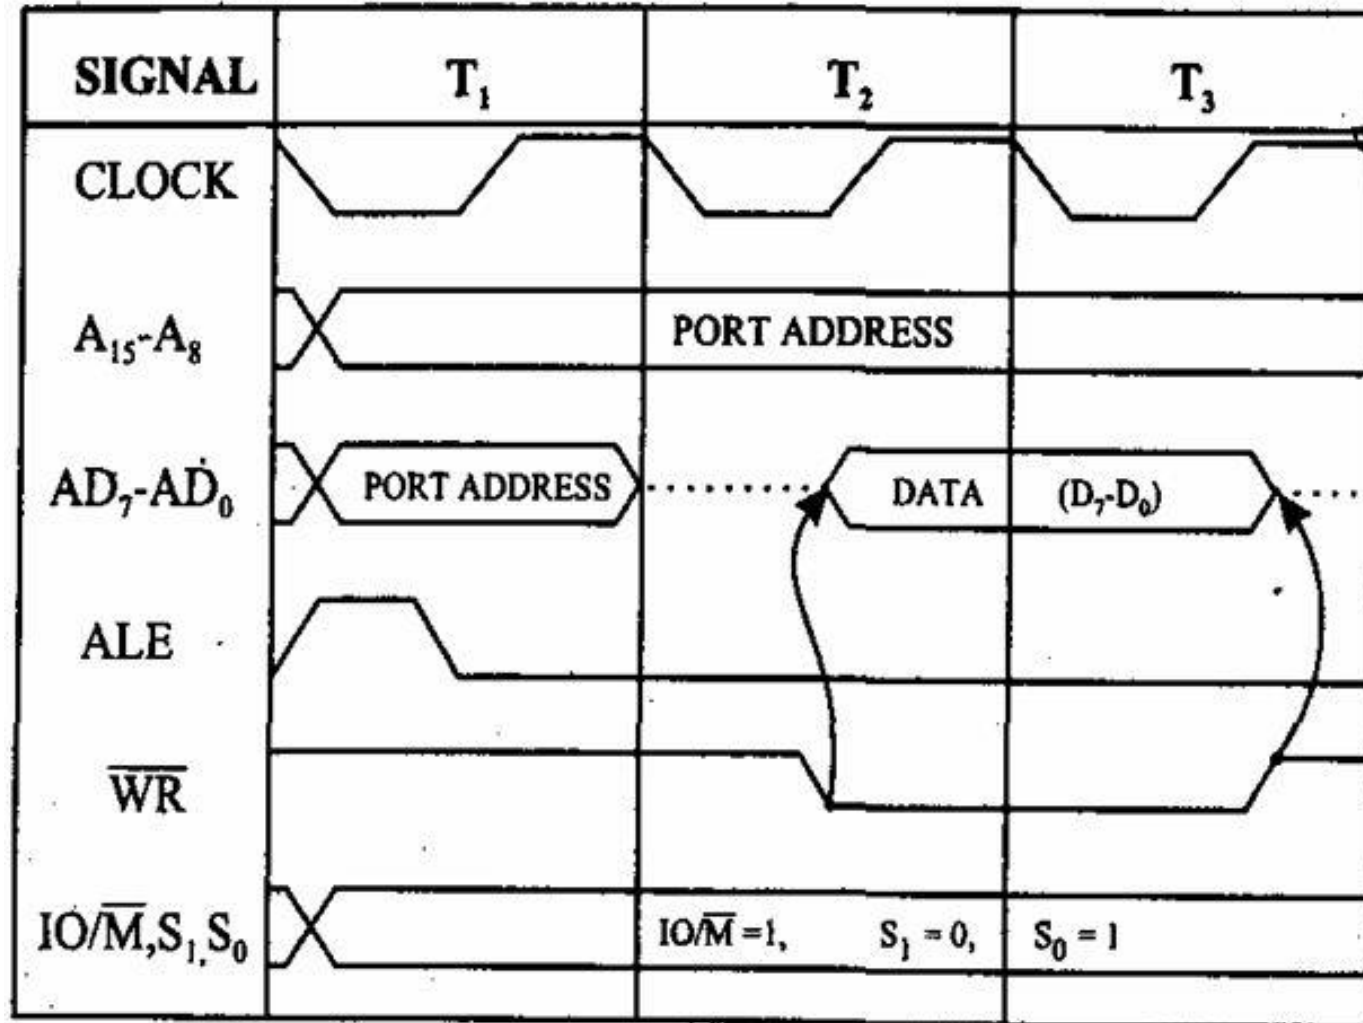 SIGNAL T₁ T₂ T₃
CLOCK
A₁₅-A₈ PORT ADDRESS
AD₇-AD₀ PORT ADDRESS DATA (D₇-D₀)
ALE
W̅R̅
IO/M̅,S₁,S₀ IO/M̅ =1, S₁ = 0, S₀ = 1